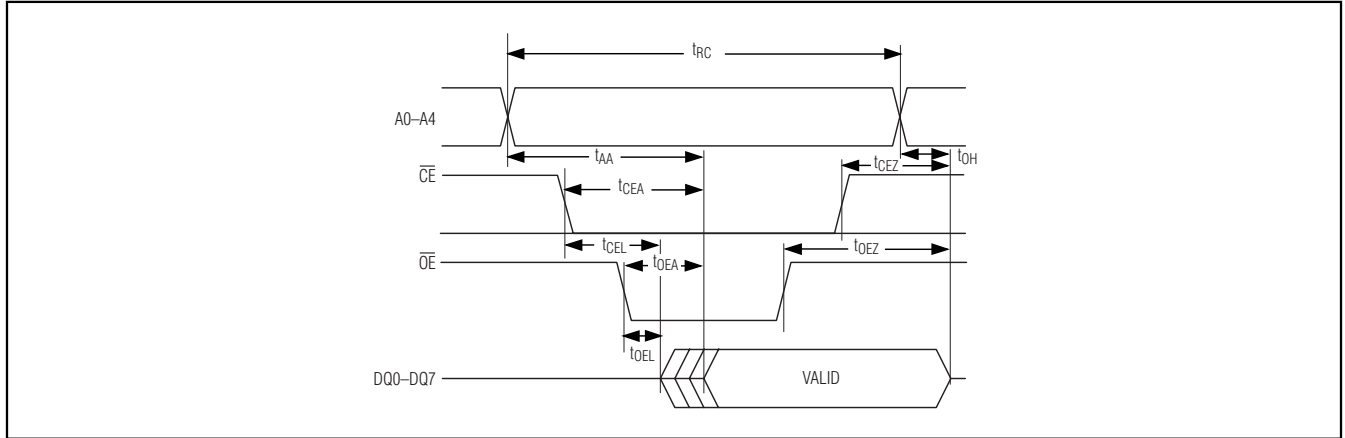 tRC
A0–A4
tAA
tOH
tCEZ
CE
tCEA
tCEL
tOEZ
OE
tOEA
tOEL
DQ0–DQ7
VALID